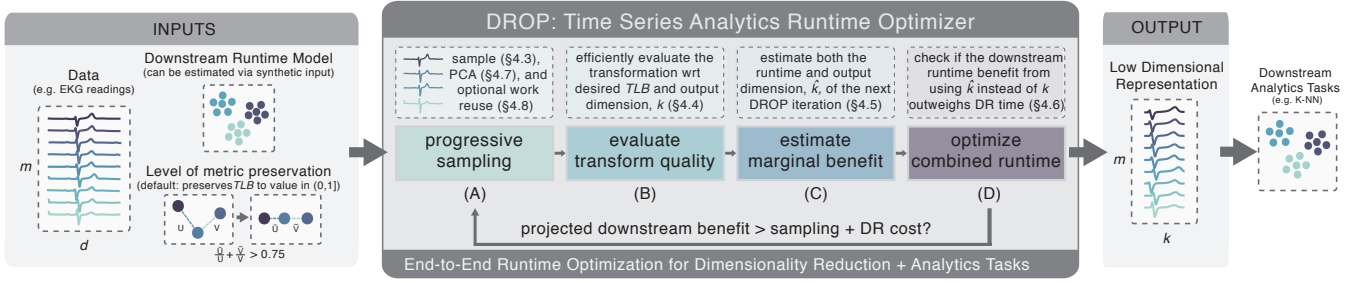 INPUTS
Data
(e.g. EKG readings)
m
d
Downstream Runtime Model
(can be estimated via synthetic input)
Level of metric preservation
(default: preserves TLB to value in (0,1])
U
V
Ũ
Ṽ
Ũ/U + Ṽ/V > 0.75
DROP: Time Series Analytics Runtime Optimizer
sample (§4.3),
PCA (§4.7), and
optional work
reuse (§4.8)
progressive
sampling
(A)
efficiently evaluate the
transformation wrt
desired TLB and output
dimension, k (§4.4)
evaluate
transform quality
(B)
estimate both the
runtime and output
dimension, k̂, of the next
DROP iteration (§4.5)
estimate
marginal benefit
(C)
check if the downstream
runtime benefit from
using k̂ instead of k
outweighs DR time (§4.6)
optimize
combined runtime
(D)
projected downstream benefit > sampling + DR cost?
End-to-End Runtime Optimization for Dimensionality Reduction + Analytics Tasks
OUTPUT
Low Dimensional
Representation
m
k
Downstream
Analytics Tasks
(e.g. K-NN)